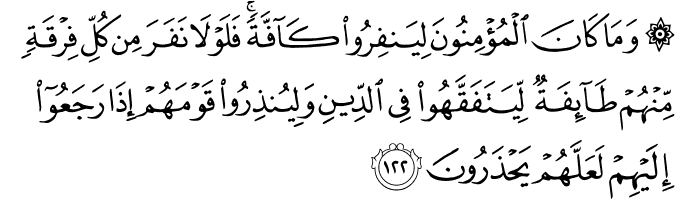 ۞ وَمَا كَانَ ٱلْمُؤْمِنُونَ لِيَنفِرُوا۟ كَآفَّةً ۚ فَلَوْلَا نَفَرَ مِن كُلِّ فِرْقَةٍ
مِّنْهُمْ طَآئِفَةٌ لِّيَتَفَقَّهُوا۟ فِى ٱلدِّينِ وَلِيُنذِرُوا۟ قَوْمَهُمْ إِذَا رَجَعُوٓا۟
إِلَيْهِمْ لَعَلَّهُمْ يَحْذَرُونَ ١٢٢